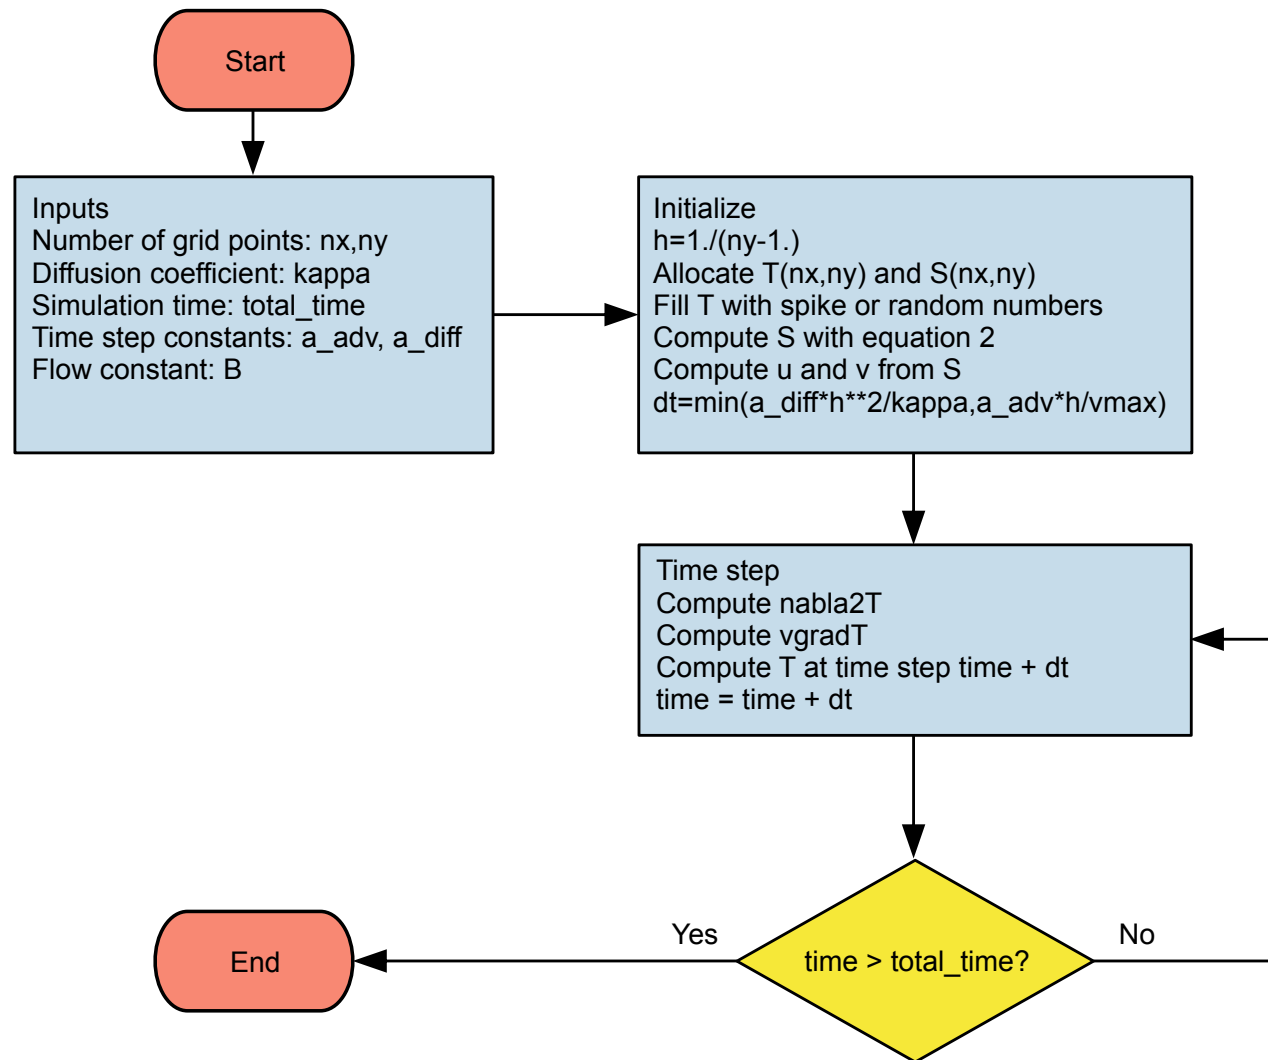 Start
Inputs
Number of grid points: nx,ny
Diffusion coefficient: kappa
Simulation time: total_time
Time step constants: a_adv, a_diff
Flow constant: B
Initialize
h=1./(ny-1.)
Allocate T(nx,ny) and S(nx,ny)
Fill T with spike or random numbers
Compute S with equation 2
Compute u and v from S
dt=min(a_diff*h**2/kappa,a_adv*h/vmax)
Time step
Compute nabla2T
Compute vgradT
Compute T at time step time + dt
time = time + dt
time > total_time?
Yes
No
End